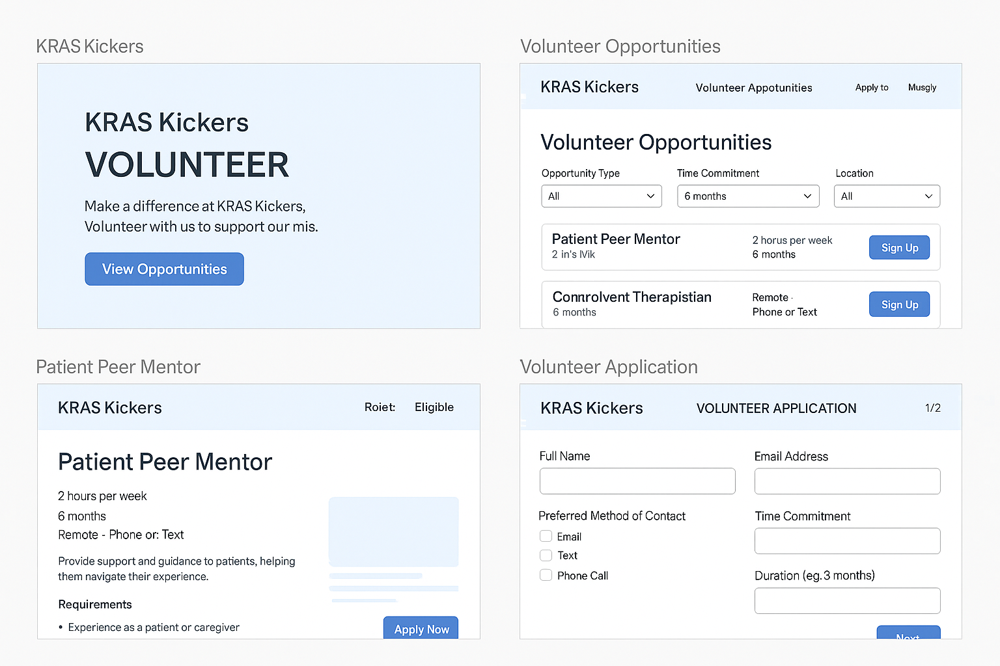 KRAS Kickers
KRAS Kickers
VOLUNTEER
Make a difference at KRAS Kickers,
Volunteer with us to support our mis.
View Opportunities
Volunteer Opportunities
KRAS Kickers
Volunteer Appotunities
Apply to
Musgly
Volunteer Opportunities
Opportunity Type
Time Commitment
Location
All
6 months
All
Patient Peer Mentor
2 in's
2 horus per week
6 months
Sign Up
Therapistian
6 months
Remote ·
Phone or Text
Sign Up
Patient Peer Mentor
KRAS Kickers
Roiet:
Eligible
Patient Peer Mentor
2 hours per week
6 months
Remote - Phone or: Text
Provide support and guidance to patients, helping
them navigate their experience.
Requirements
• Experience as a patient or caregiver
Apply Now
Volunteer Application
KRAS Kickers
VOLUNTEER APPLICATION
1/2
Full Name
Email Address
Preferred Method of Contact
Email
Text
Phone Call
Time Commitment
Duration (eg. 3 months)
Next